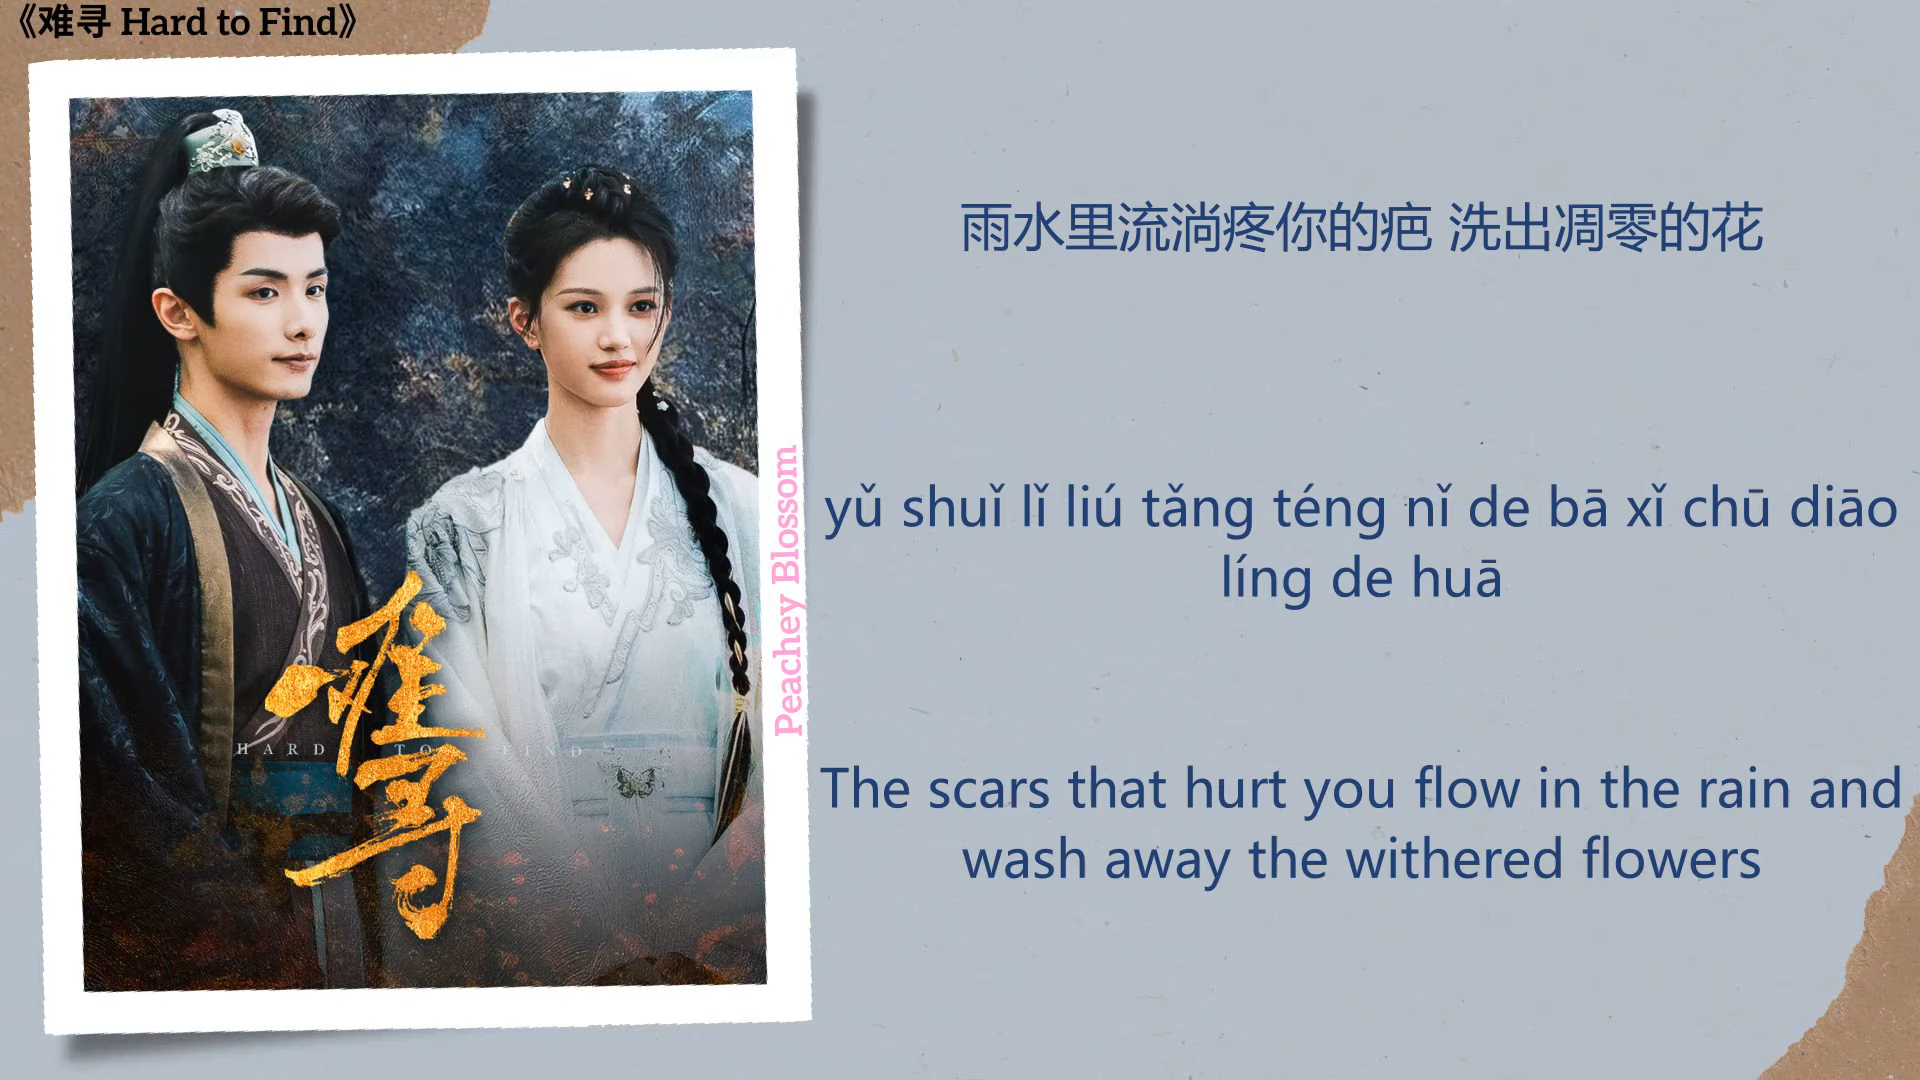 《难寻 Hard to Find》
雨水里流淌疼你的疤 洗出凋零的花
yǔ shuǐ lǐ liú tǎng téng nǐ de bā xǐ chū diāo
líng de huā
The scars that hurt you flow in the rain and
wash away the withered flowers
难寻
HARD TO FIND
Peachey Blossom